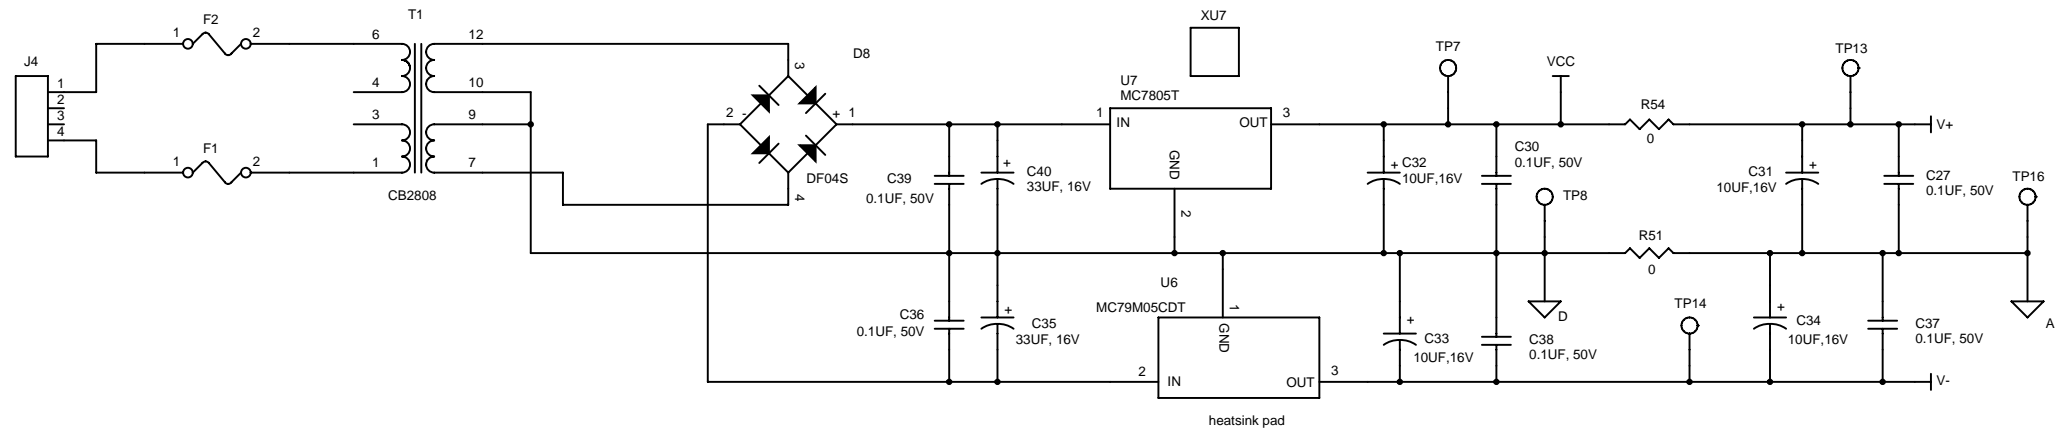 F2
T1
XU7
1
2
6
12
D8
TP7
TP13
J4
3
VCC
1
4
10
U7
MC7805T
2
3
4
3
9
2
-
+
1
1
IN
OUT
3
R54
0
V+
F1
1
2
1
7
GND
C32
10UF,16V
+
C30
0.1UF, 50V
CB2808
DF04S
4
C39
0.1UF, 50V
+
C40
33UF, 16V
2
TP8
C31
10UF,16V
+
C27
0.1UF, 50V
TP16
R51
0
U6
MC79M05CDT
1
GND
C36
0.1UF, 50V
+
C35
33UF, 16V
+
C33
10UF,16V
C38
0.1UF, 50V
D
TP14
+
C34
10UF,16V
C37
0.1UF, 50V
A
2
IN
OUT
3
V-
heatsink pad